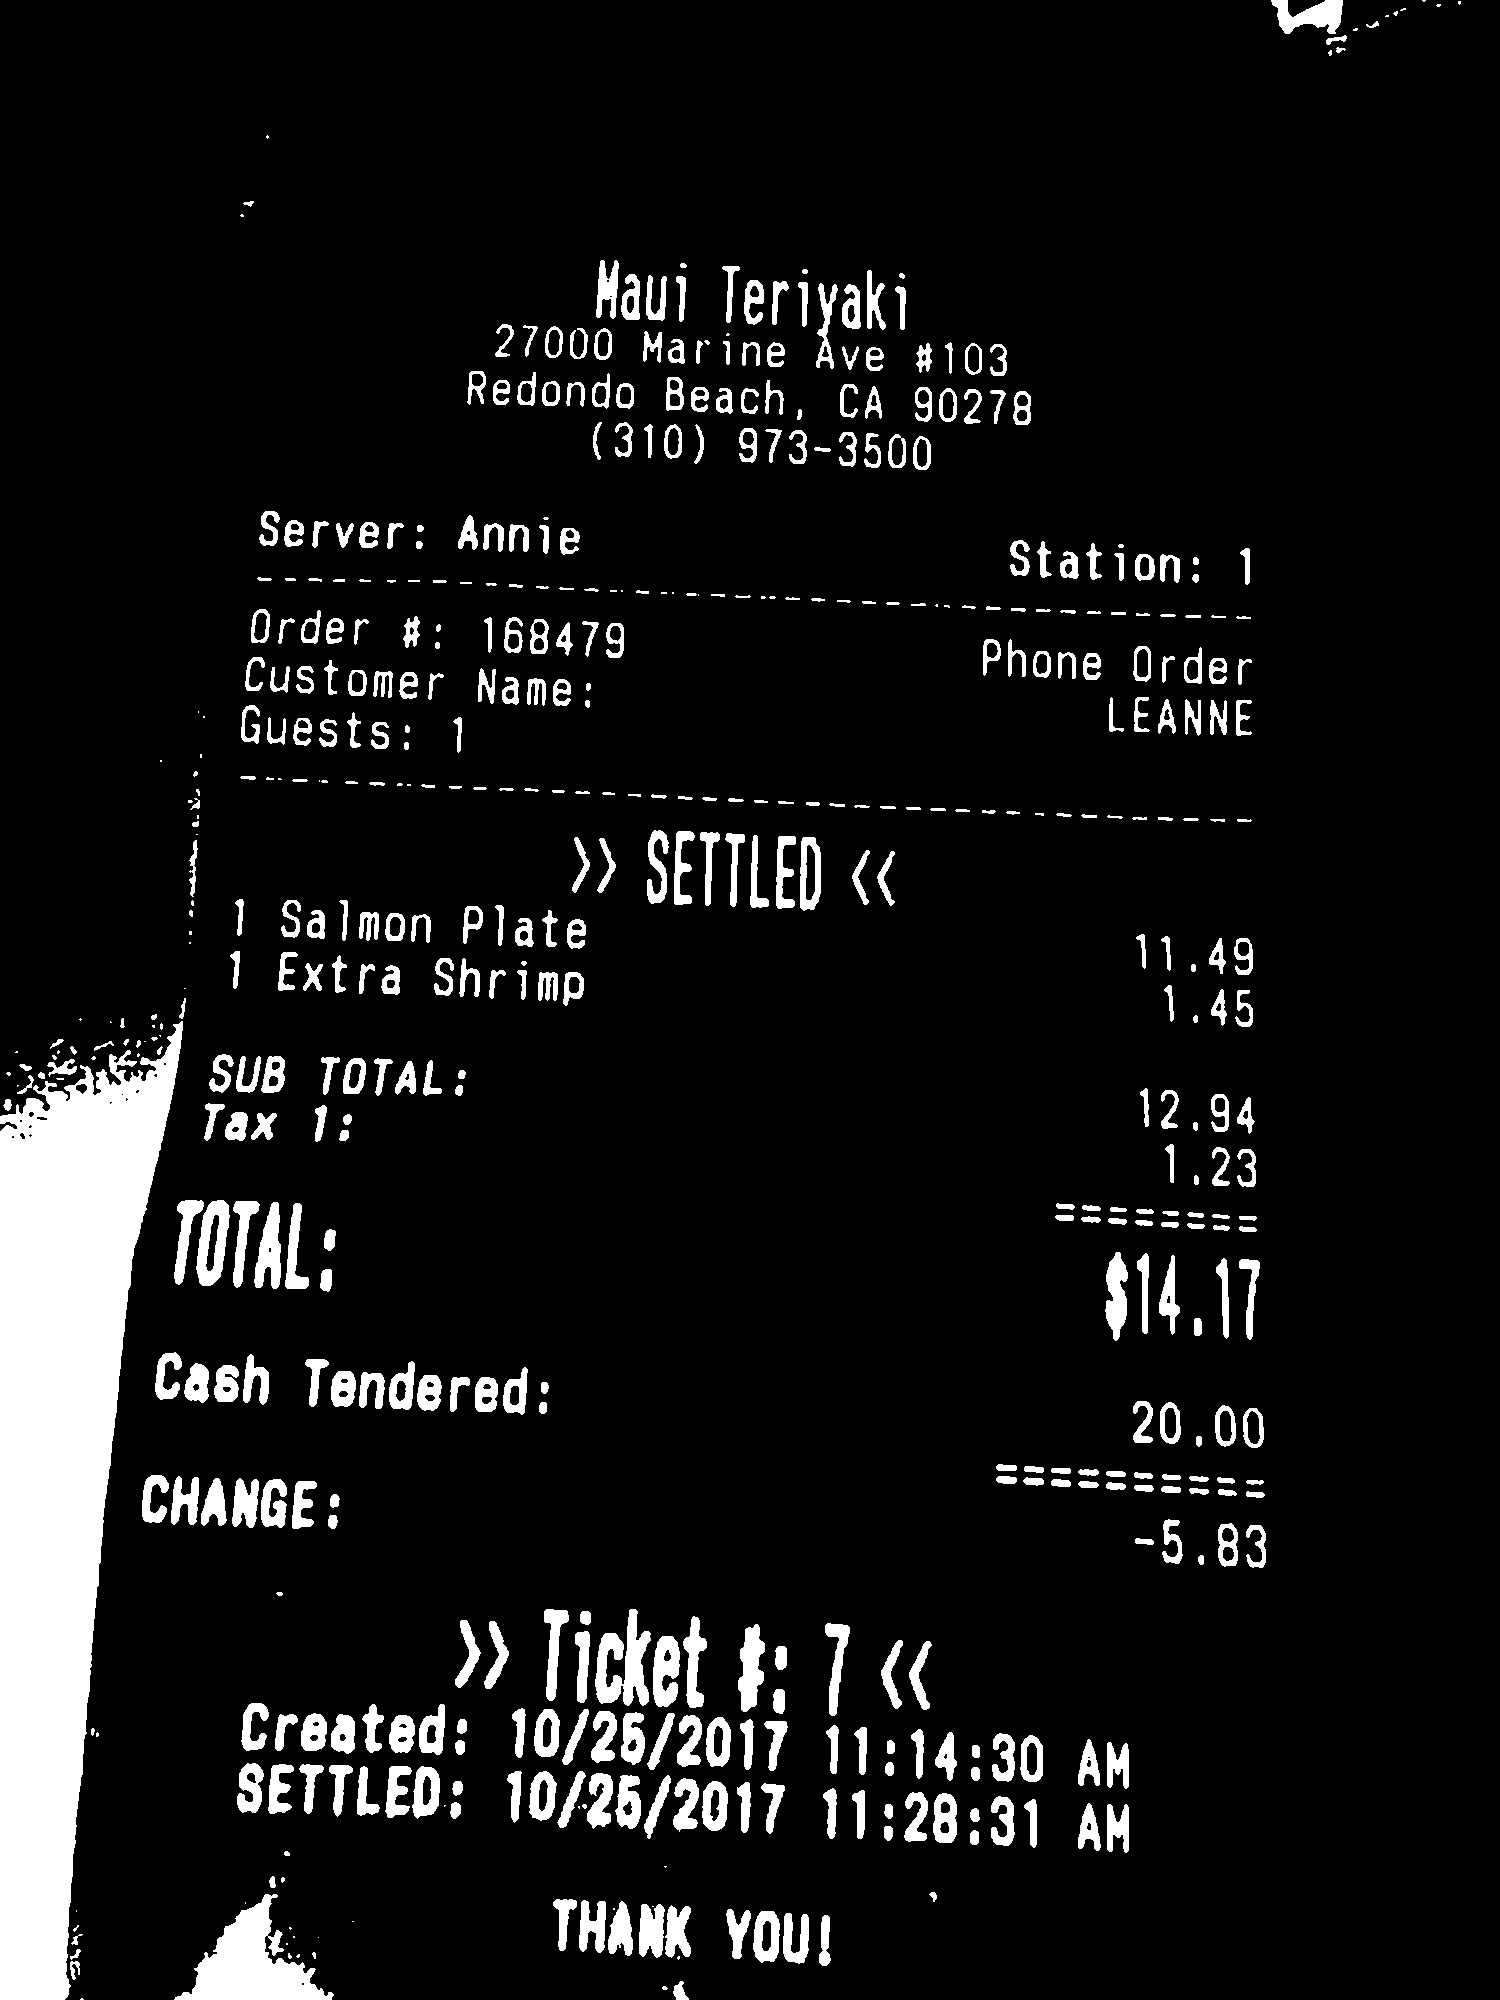 Maui Teriyaki
27000 Marine Ave #103
Redondo Beach, CA 90278
(310) 973-3500
Server: Annie Station: 1
Order #: 168479 Phone Order
Customer Name: LEANNE
Guests: 1
>> SETTLED <<
1 Salmon Plate 11.49
1 Extra Shrimp 1.45
SUB TOTAL: 12.94
Tax 1: 1.23
========
TOTAL: $14.17
Cash Tendered: 20.00
==========
CHANGE: -5.83
>> Ticket #: 7 <<
Created: 10/25/2017 11:14:30 AM
SETTLED: 10/25/2017 11:28:31 AM
THANK YOU!